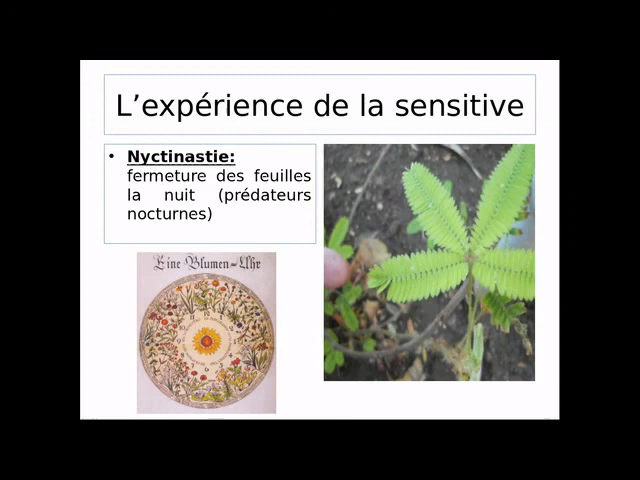 L’expérience de la sensitive
• Nyctinastie:
fermeture des feuilles
la nuit (prédateurs
nocturnes)
Eine Blumen=Uhr